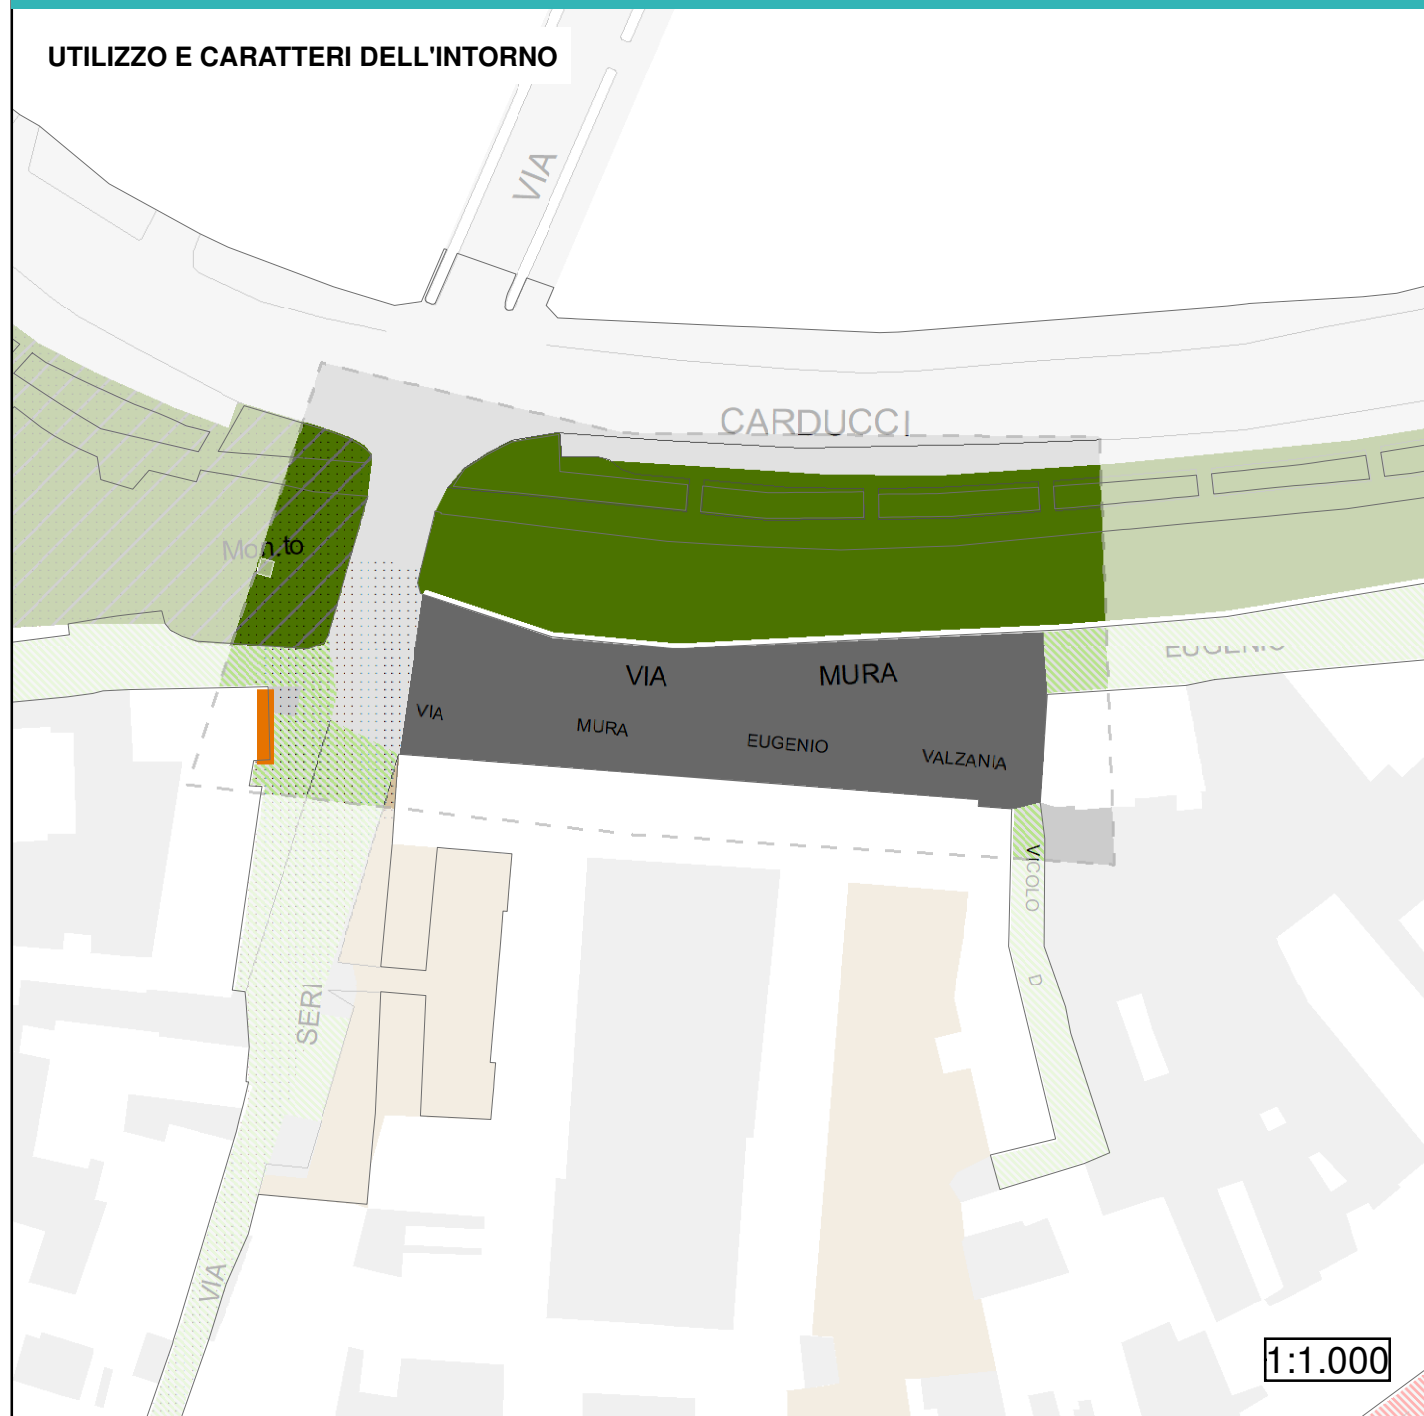 UTILIZZO E CARATTERI DELL'INTORNO
VIA
CARDUCCI
Mon.to
EUGENIO
VIA MURA
VIA MURA EUGENIO VALZANIA
VICOLO
D
SERI
VIA
1:1.000